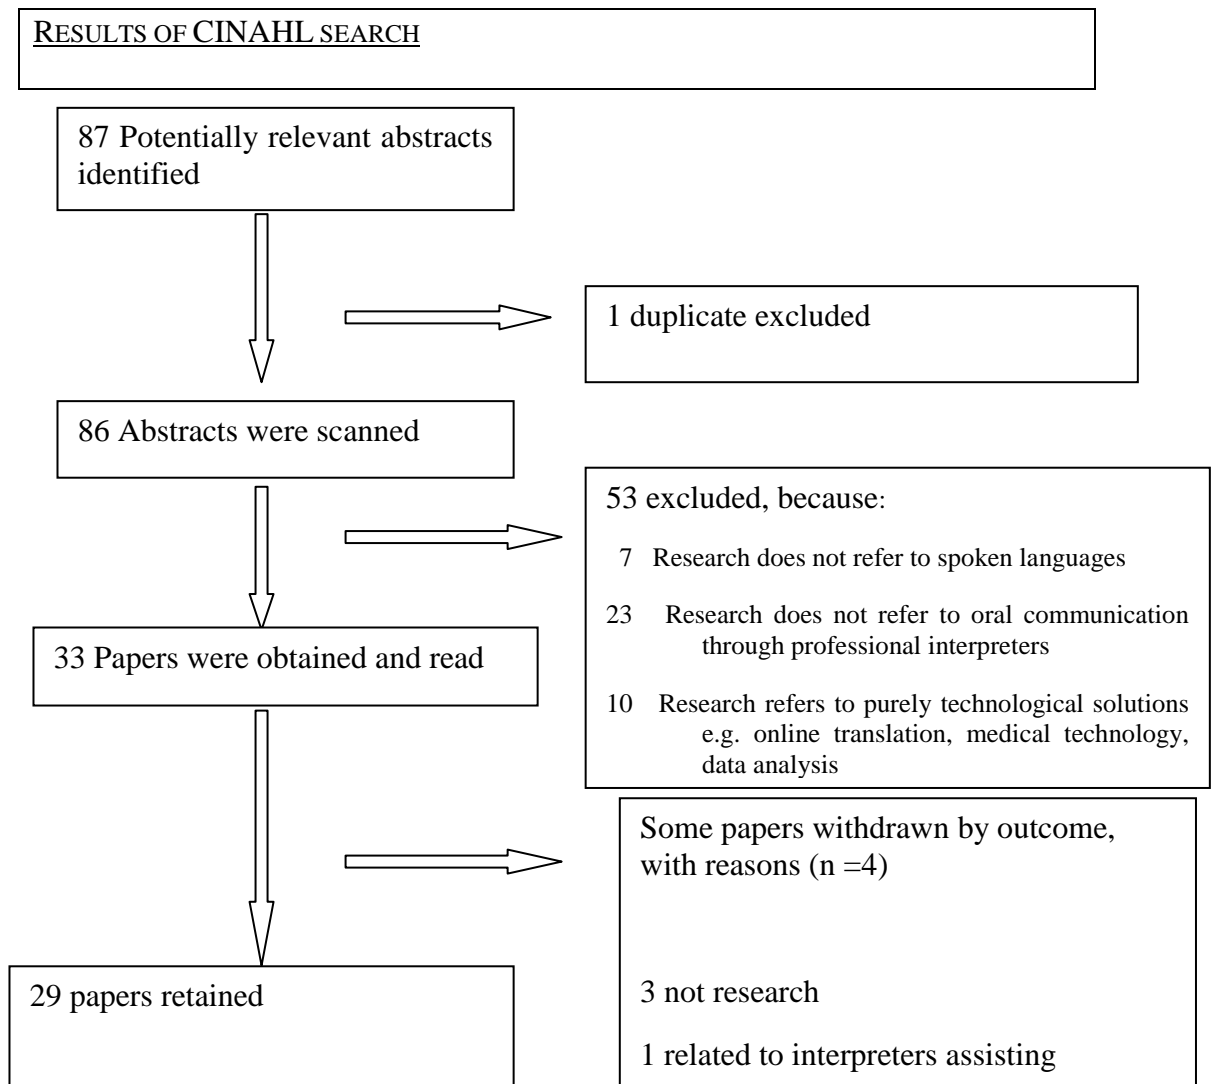 RESULTS OF CINAHL SEARCH
87 Potentially relevant abstracts
identified
1 duplicate excluded
86 Abstracts were scanned
53 excluded, because:
7 Research does not refer to spoken languages
23 Research does not refer to oral communication
through professional interpreters
10 Research refers to purely technological solutions
e.g. online translation, medical technology,
data analysis
33 Papers were obtained and read
Some papers withdrawn by outcome,
with reasons (n =4)
3 not research
1 related to interpreters assisting
29 papers retained